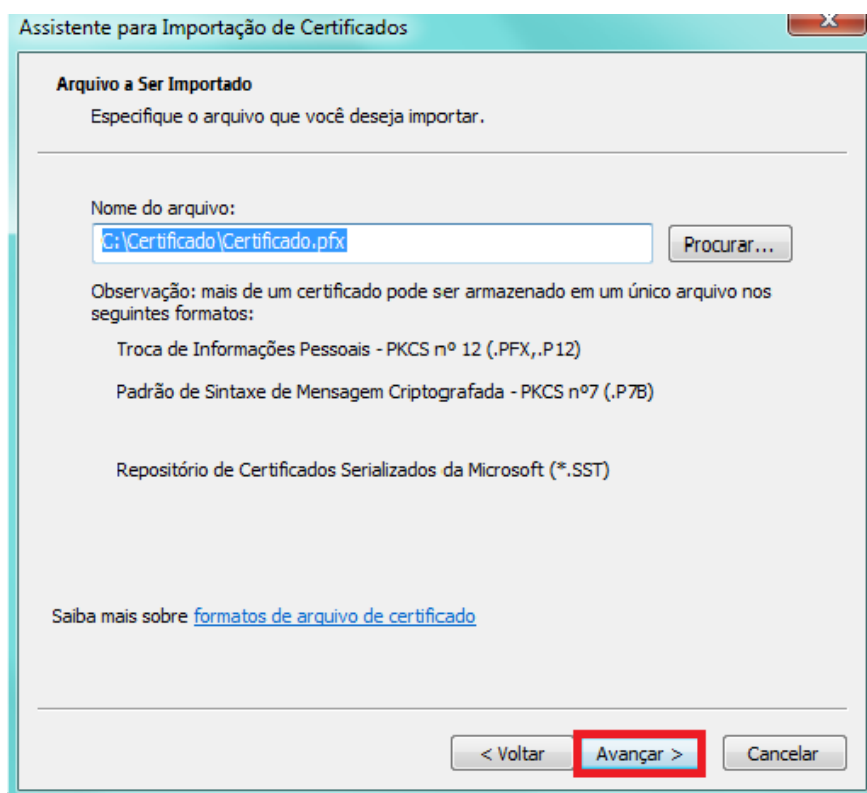 Assistente para Importação de Certificados
X
Arquivo a Ser Importado
Especifique o arquivo que você deseja importar.
Nome do arquivo:
C:\Certificado\Certificado.pfx
Procurar...
Observação: mais de um certificado pode ser armazenado em um único arquivo nos
seguintes formatos:
Troca de Informações Pessoais - PKCS nº 12 (.PFX,.P12)
Padrão de Sintaxe de Mensagem Criptografada - PKCS nº7 (.P7B)
Repositório de Certificados Serializados da Microsoft (*.SST)
Saiba mais sobre formatos de arquivo de certificado
< Voltar Avançar > Cancelar